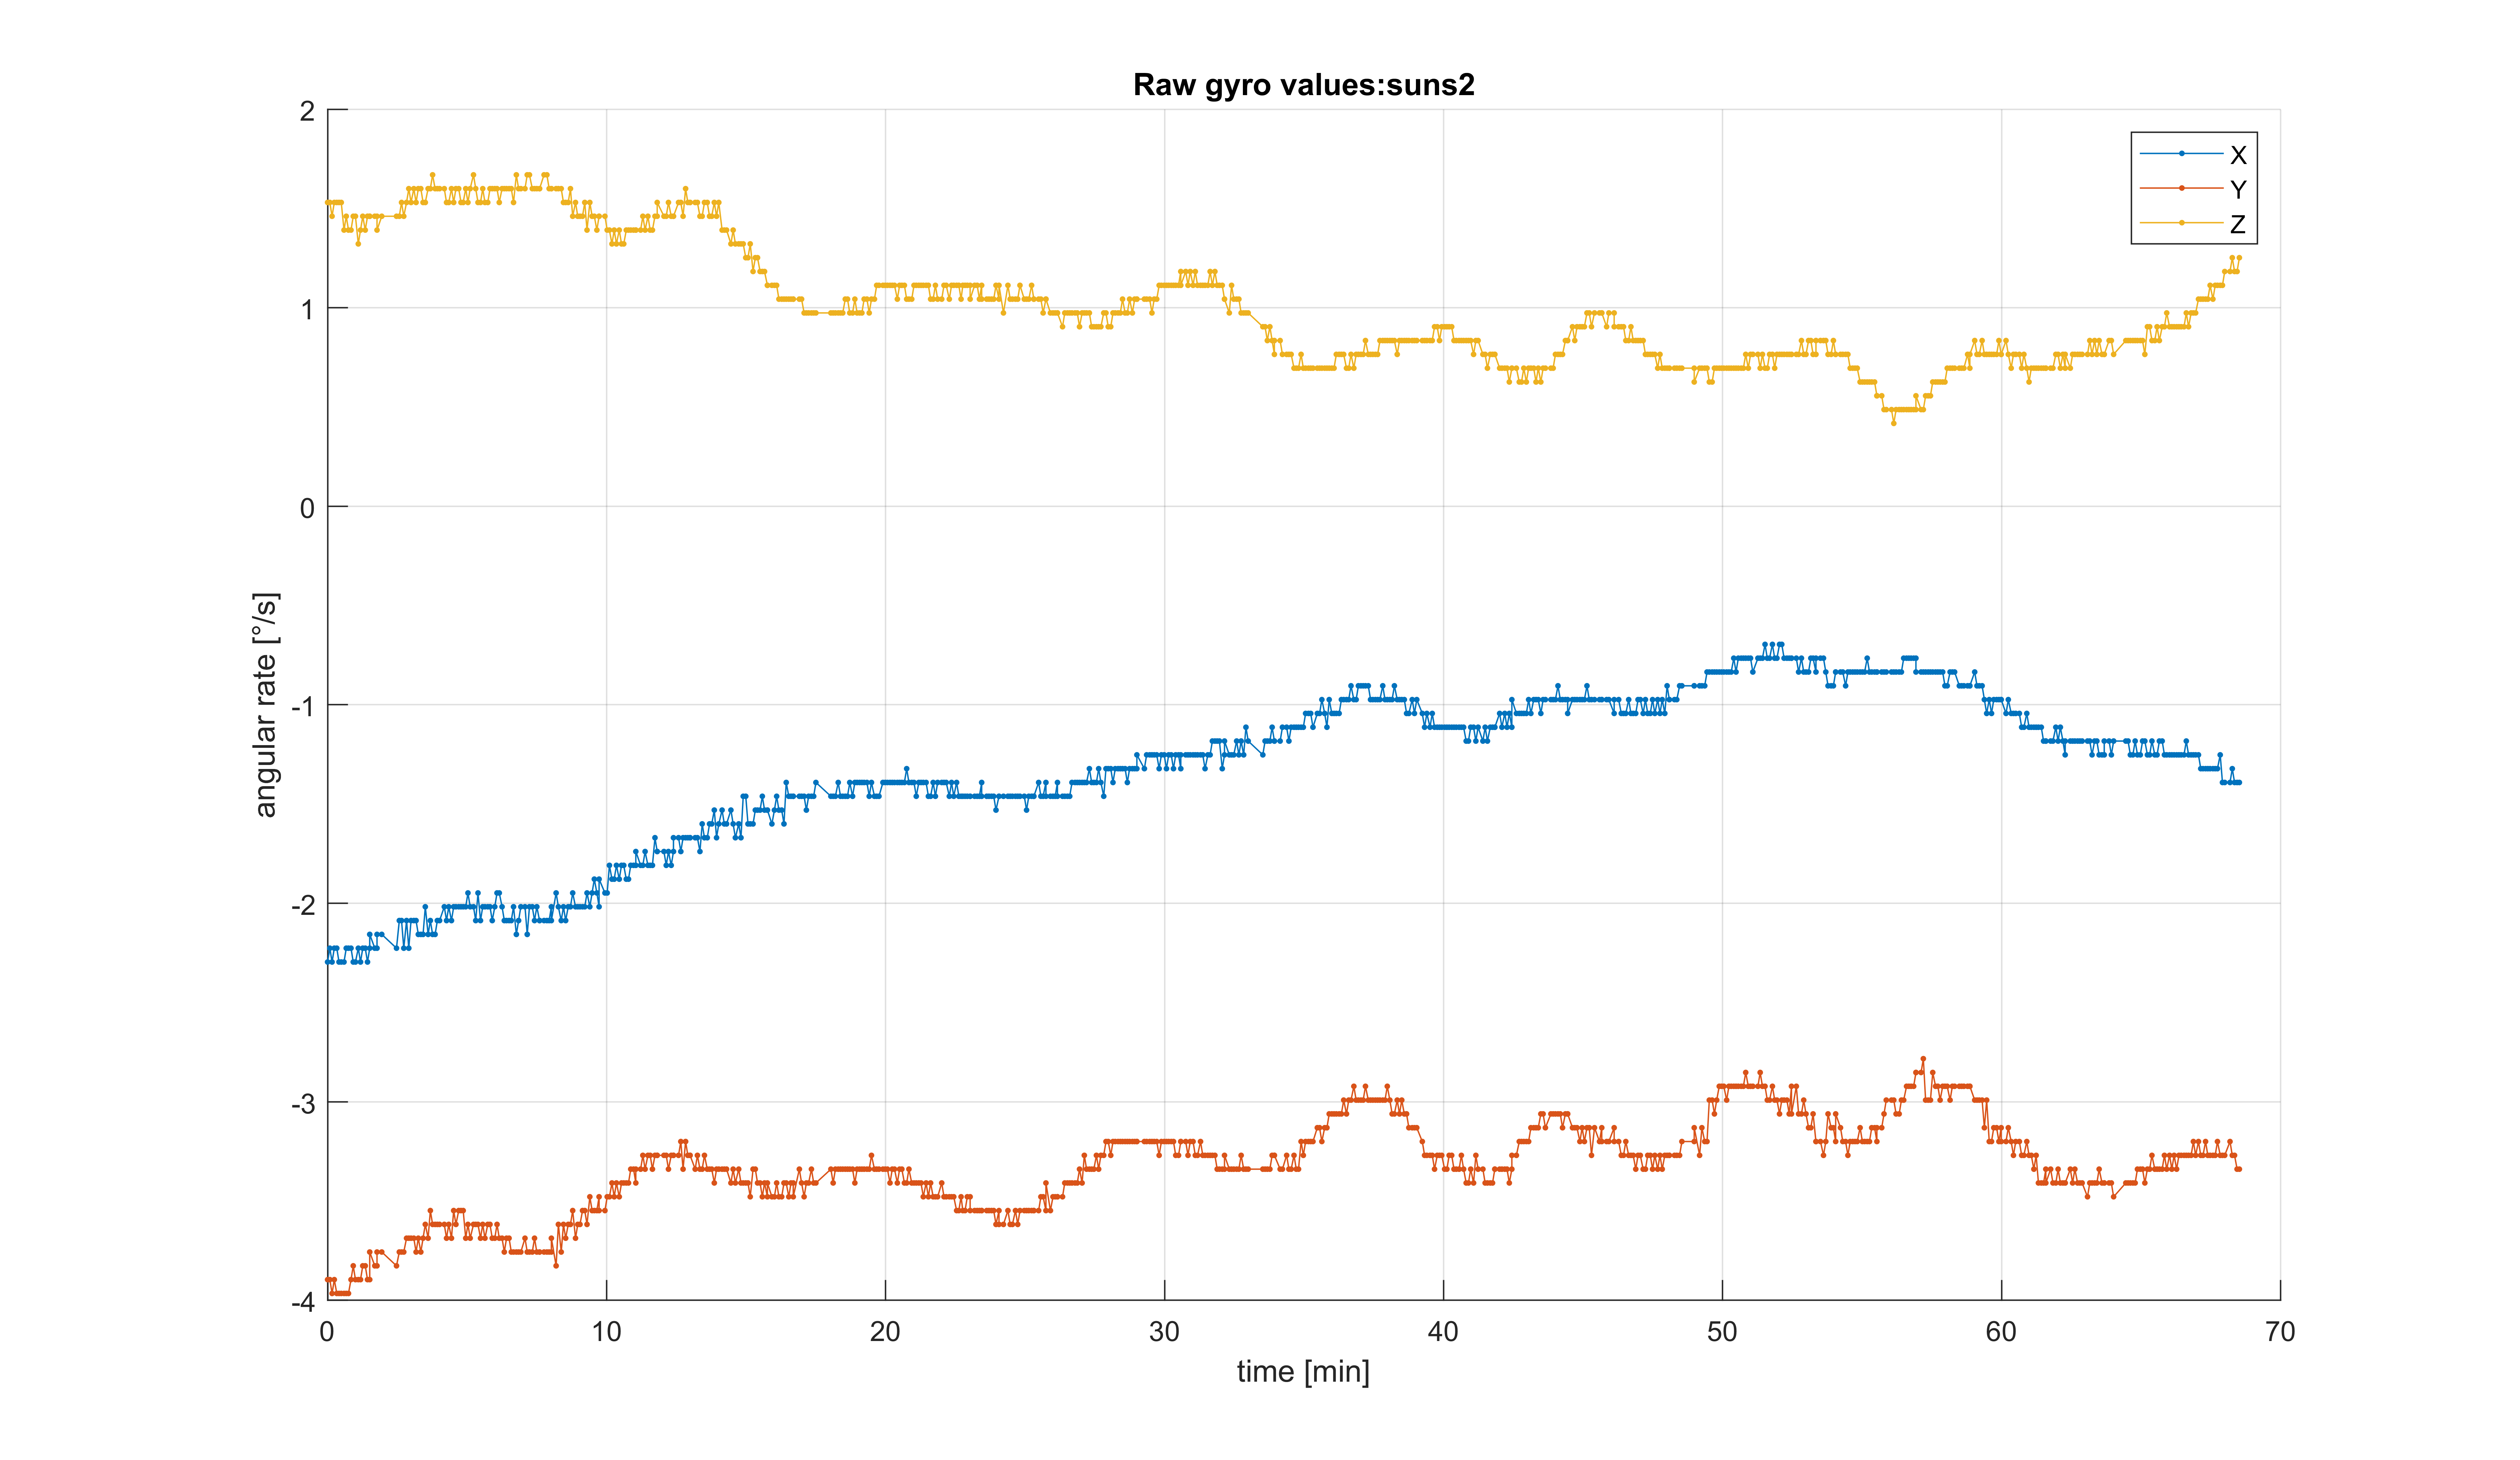 Raw gyro values:suns2
2
1
0
-1
-2
-3
-4
angular rate [°/s]
X
Y
Z
0 10 20 30 40 50 60 70
time [min]